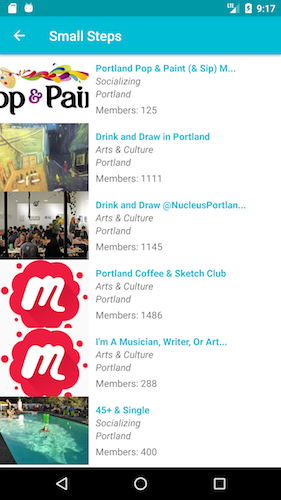 9:17
Small Steps
op & Pain
Portland Pop & Paint (& Sip) M...
Socializing
Portland
Members: 125
Drink and Draw in Portland
Arts & Culture
Portland
Members: 1111
Drink and Draw @NucleusPortlan...
Arts & Culture
Portland
Members: 1145
m
Portland Coffee & Sketch Club
Arts & Culture
Portland
Members: 1486
m
I'm A Musician, Writer, Or Art,...
Arts & Culture
Portland
Members: 288
45+ & Single
Socializing
Portland
Members: 400